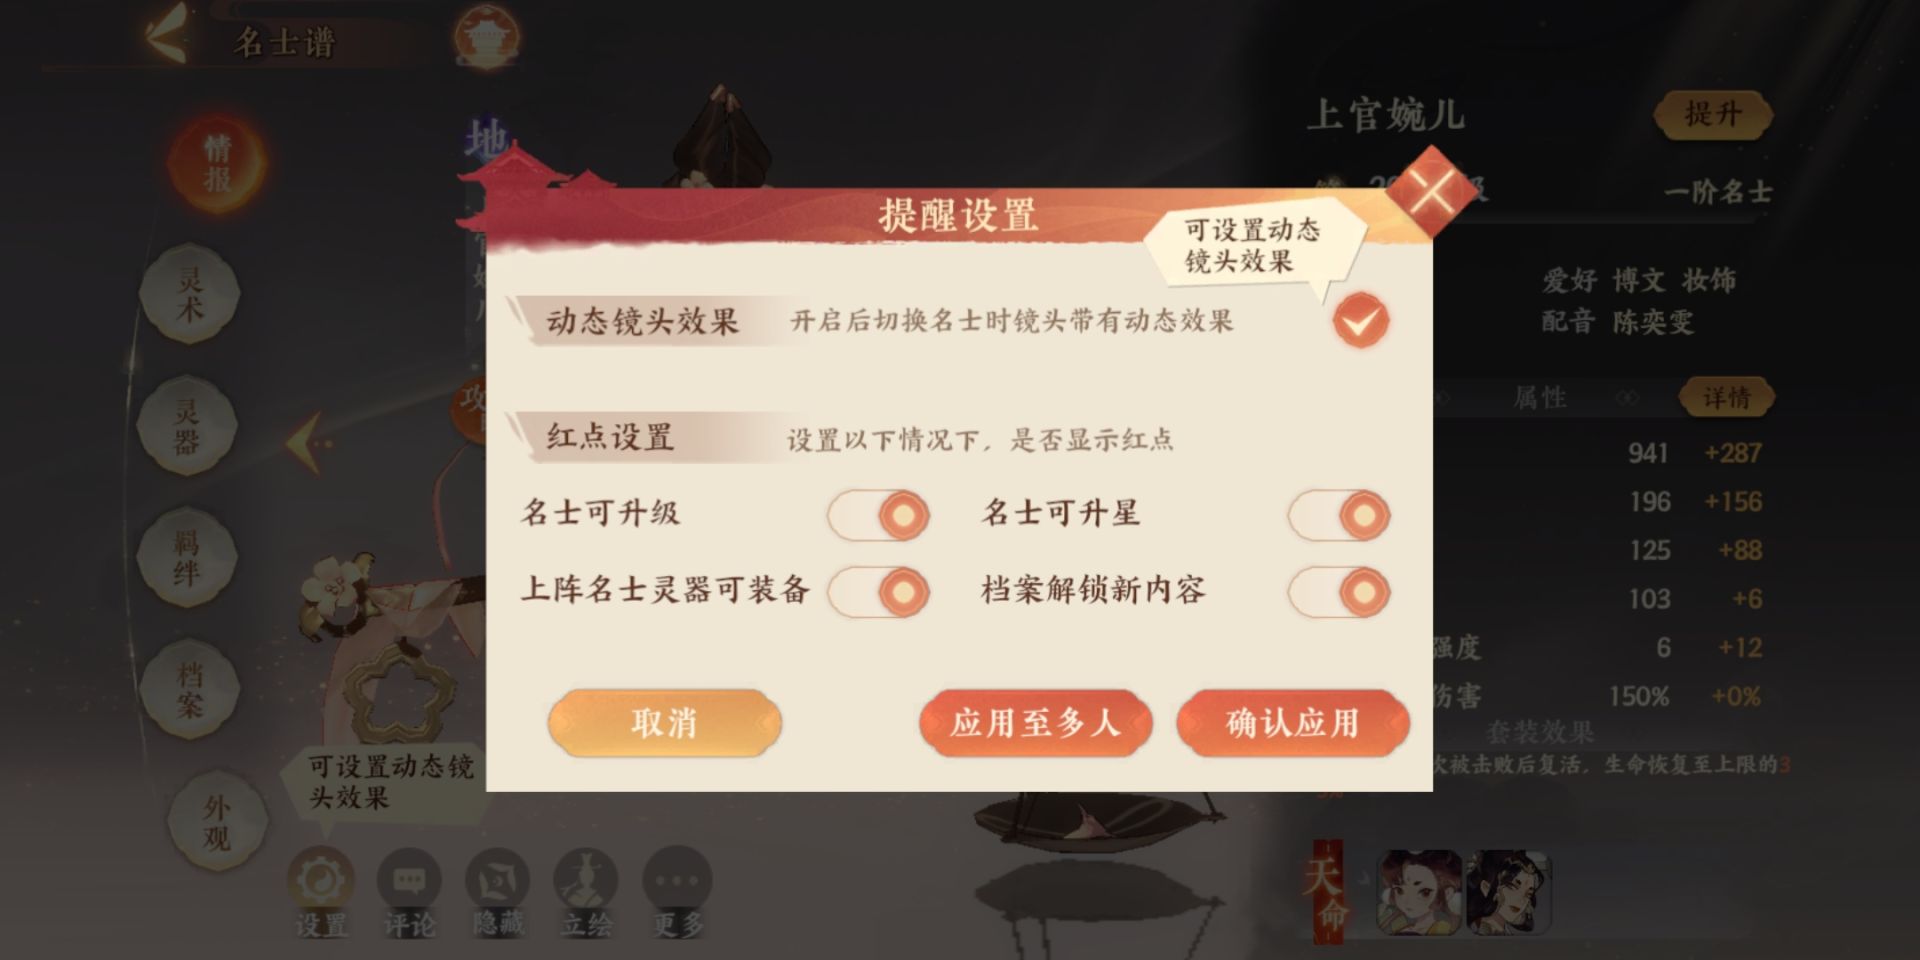 名士谱
情报
灵术
灵器
羁绊
档案
外观
地
攻
上官婉儿
提升
一阶名士
爱好 博文 妆饰
配音 陈奕雯
属性
详情
941 +287
196 +156
125 +88
103 +6
强度 6 +12
伤害 150% +0%
套装效果
次被击败后复活，生命恢复至上限的3
天命
提醒设置
可设置动态
镜头效果
动态镜头效果 开启后切换名士时镜头带有动态效果
红点设置 设置以下情况下，是否显示红点
名士可升级 名士可升星
上阵名士灵器可装备 档案解锁新内容
取消 应用至多人 确认应用
可设置动态镜
头效果
设置 评论 隐藏 立绘 更多